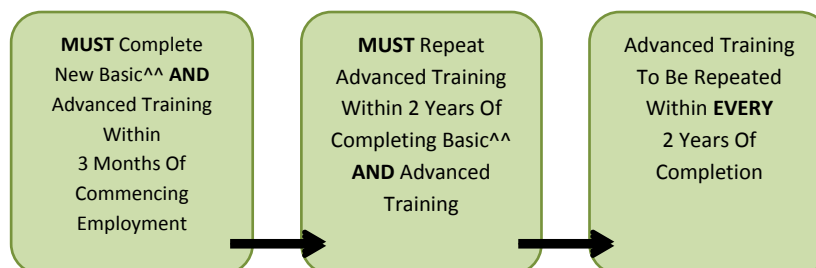 MUST Complete
New Basic^^ AND
Advanced Training
Within
3 Months Of
Commencing
Employment
MUST Repeat
Advanced Training
Within 2 Years Of
Completing Basic^^
AND Advanced
Training
Advanced Training
To Be Repeated
Within EVERY
2 Years Of
Completion